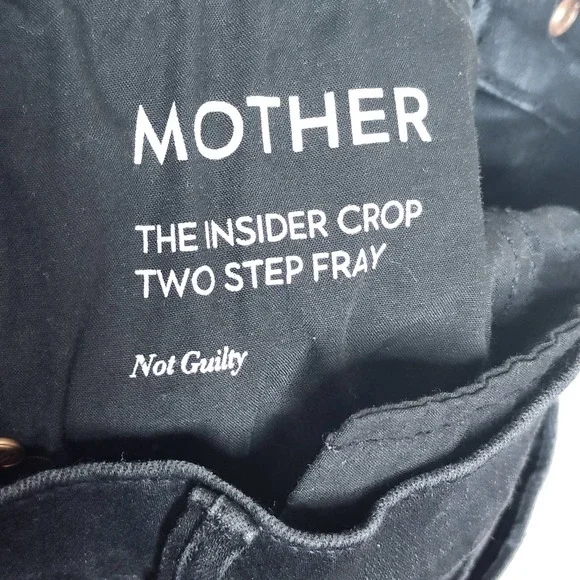 MOTHER
THE INSIDER CROP
TWO STEP FRAY
Not Guilty